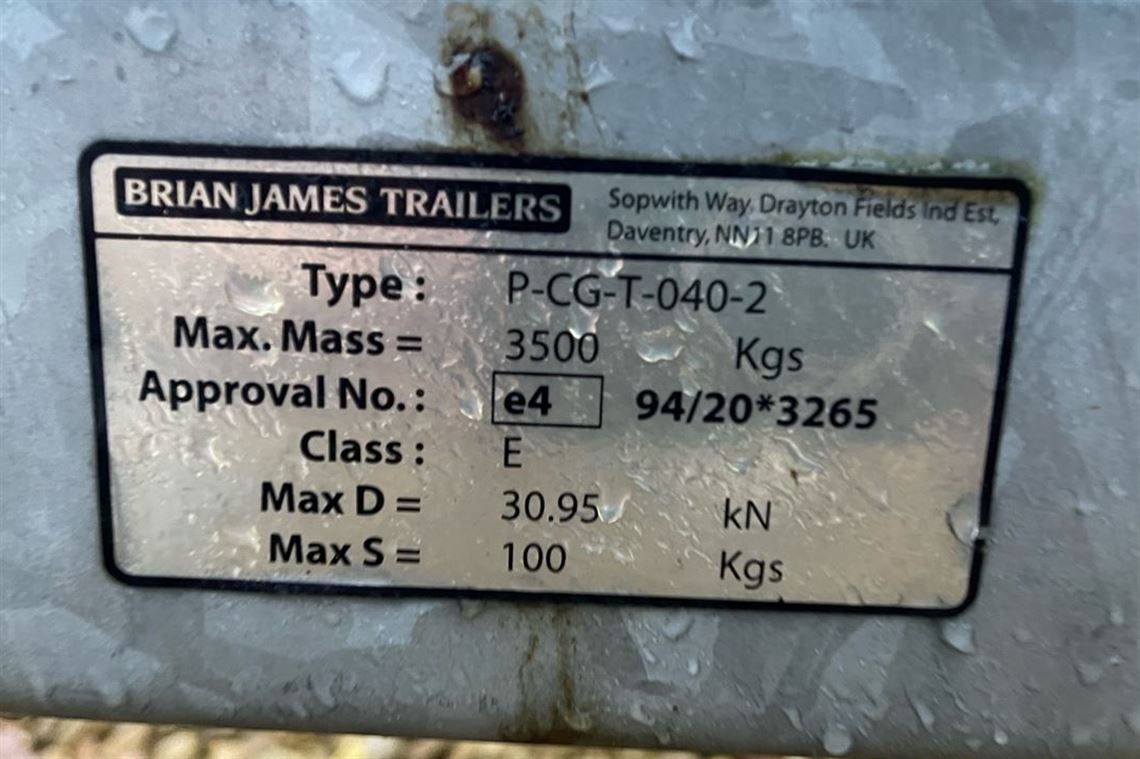 BRIAN JAMES TRAILERS
Sopwith Way, Drayton Fields Ind Est,
Daventry, NN11 8PB. UK
Type : P-CG-T-040-2
Max. Mass = 3500 Kgs
Approval No. : e4 94/20*3265
Class : E
Max D = 30.95 kN
Max S = 100 Kgs